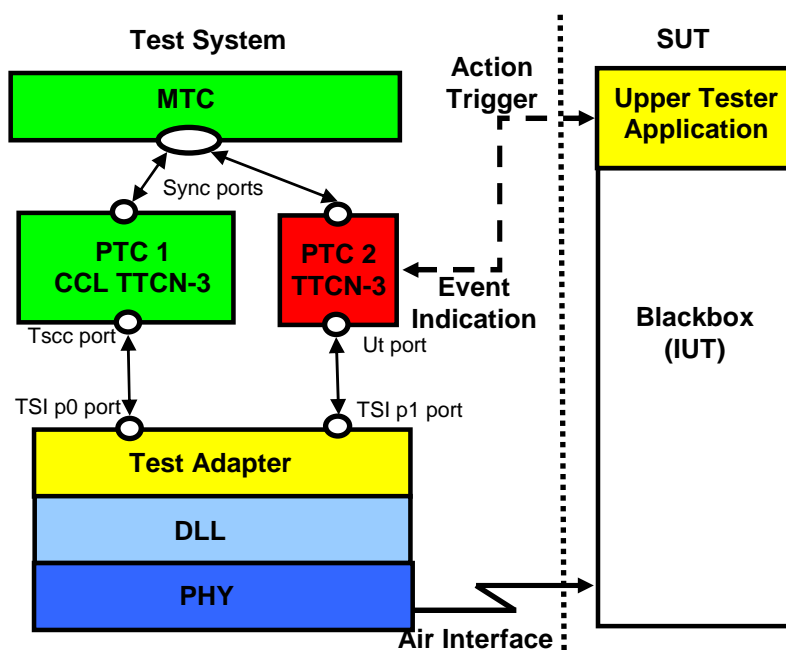 Test System
SUT
MTC
Action
Trigger
Upper Tester
Application
Sync ports
PTC 1
CCL TTCN-3
PTC 2
TTCN-3
Event
Indication
Blackbox
(IUT)
Tscc port
Ut port
TSI p0 port
TSI p1 port
Test Adapter
DLL
PHY
Air Interface